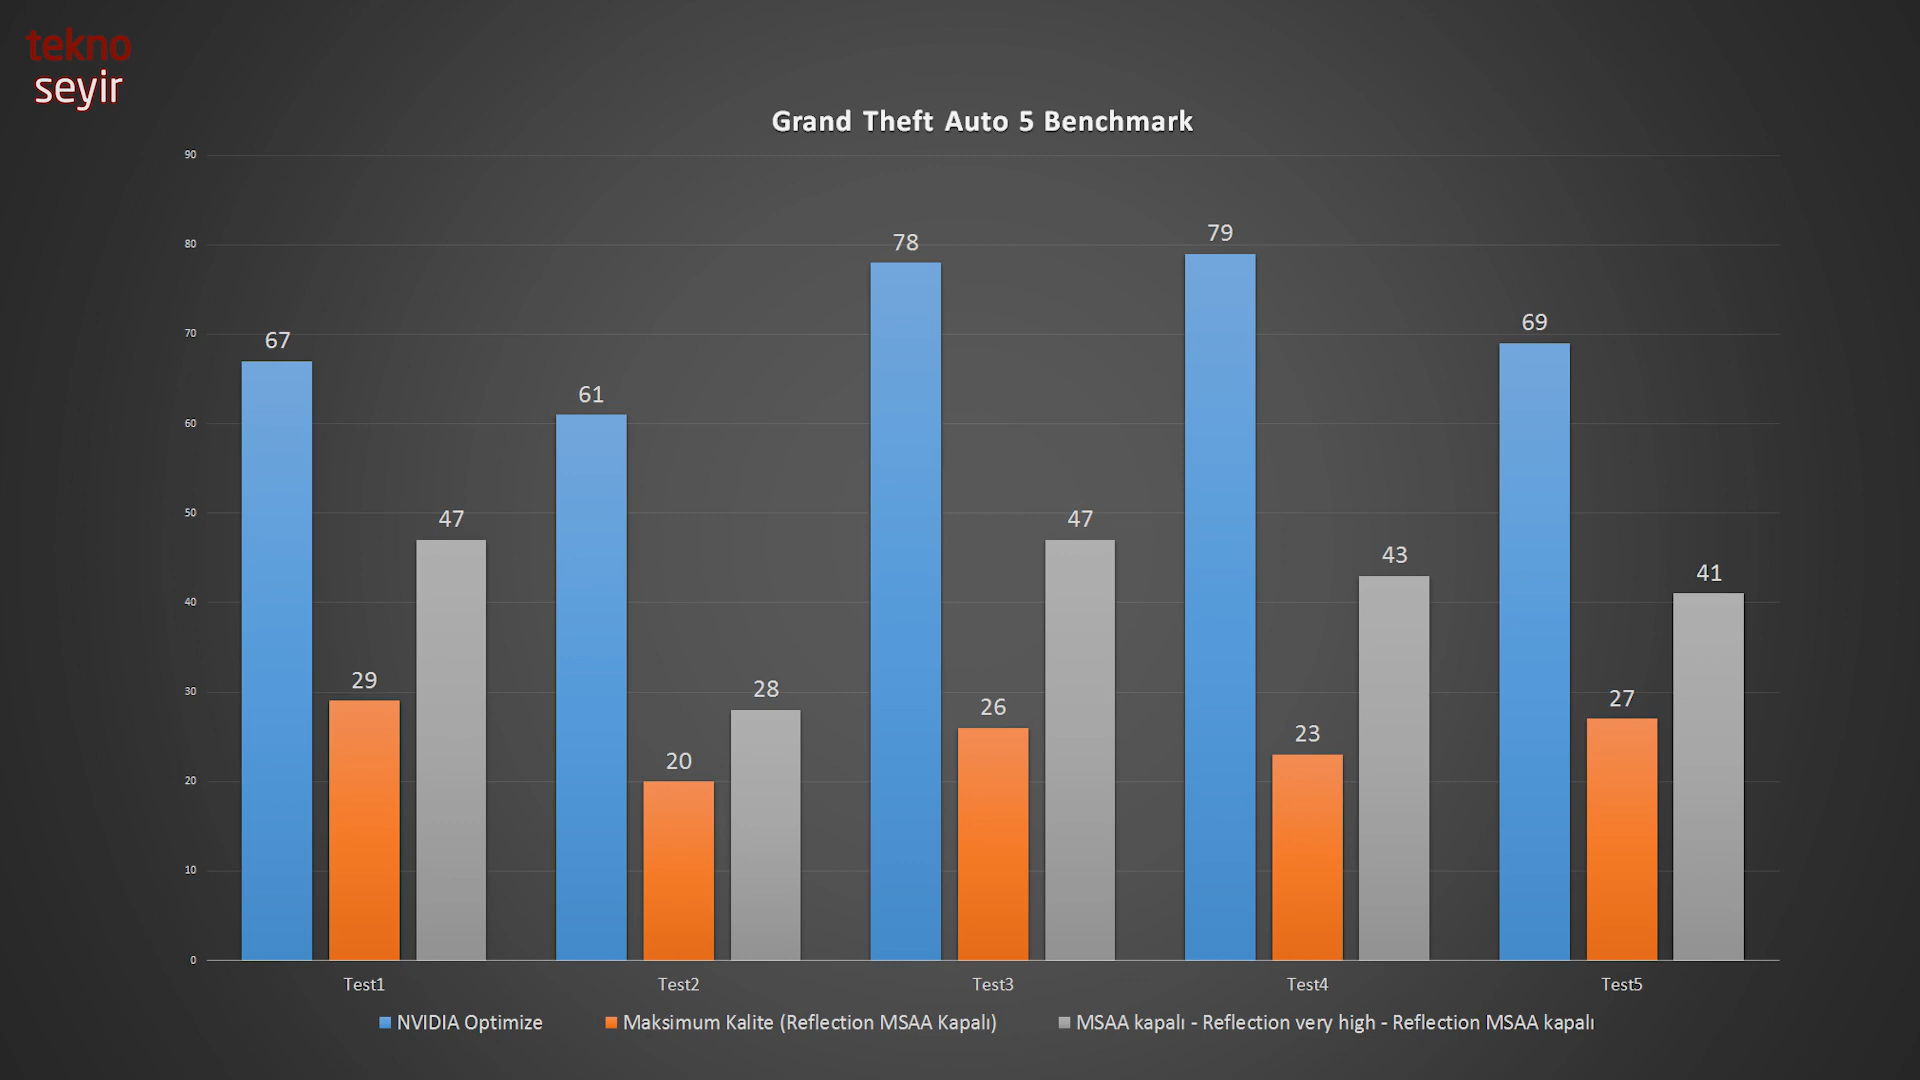 tekno
seyir
Grand Theft Auto 5 Benchmark
90
80
70
60
50
40
30
20
10
0
67
29
47
61
20
28
78
26
47
79
23
43
69
27
41
Test1
Test2
Test3
Test4
Test5
NVIDIA Optimize
Maksimum Kalite (Reflection MSAA Kapalı)
MSAA kapalı - Reflection very high - Reflection MSAA kapalı